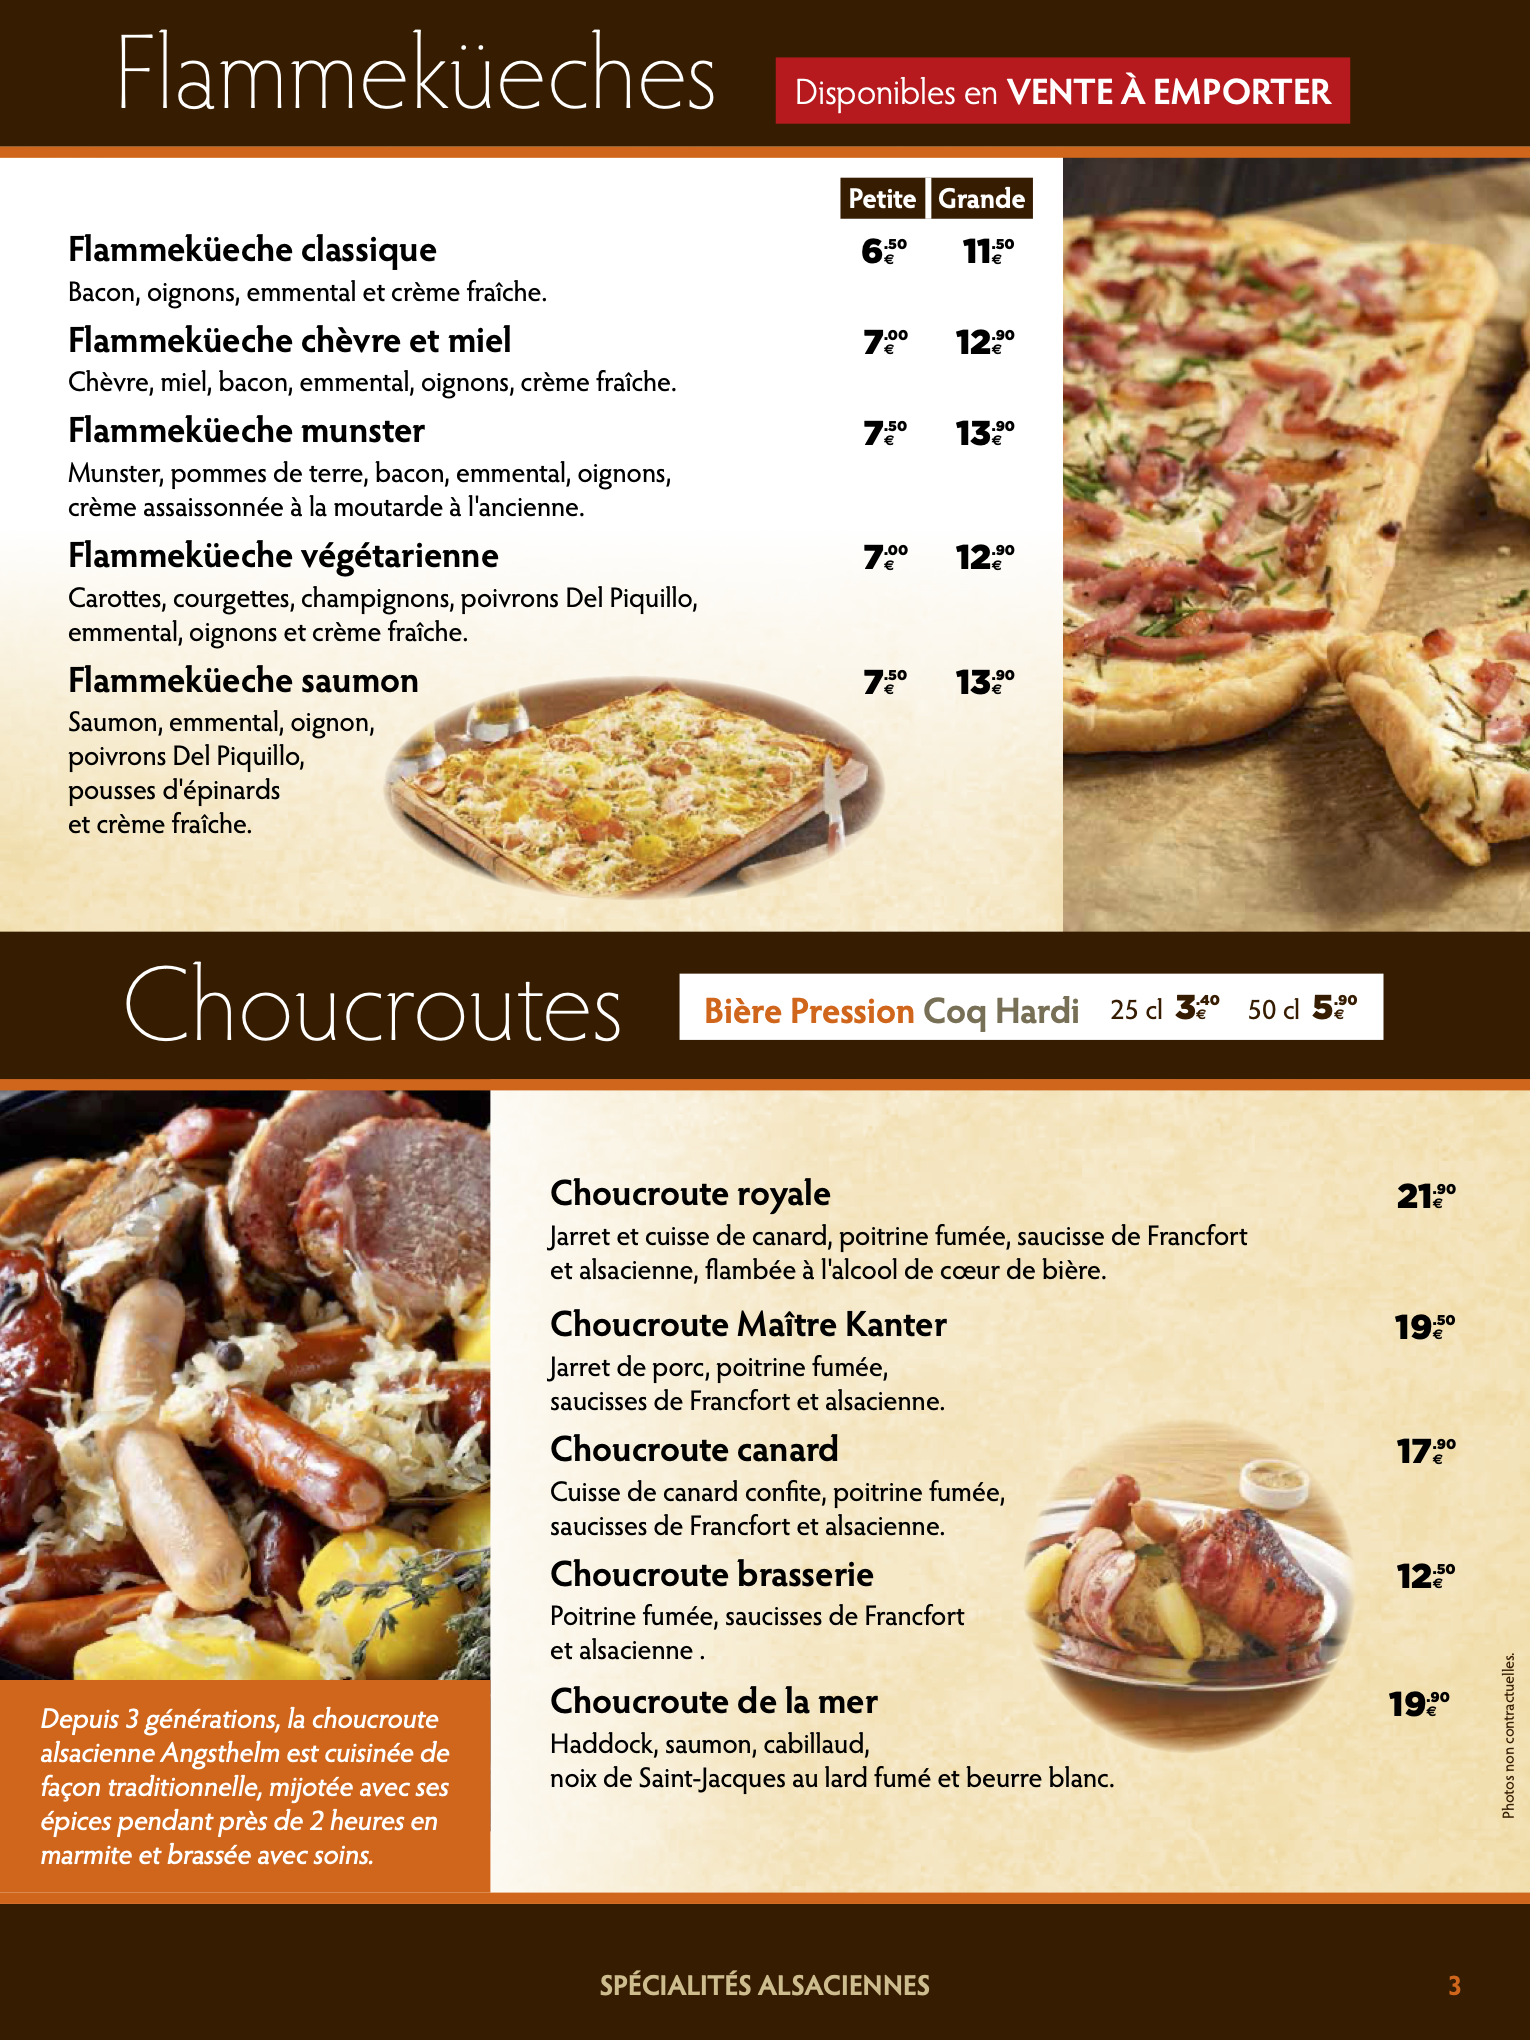 Flammeküeches
Disponibles en VENTE À EMPORTER
Petite Grande
Flammeküeche classique 6€.50 11€.50
Bacon, oignons, emmental et crème fraîche.
Flammeküeche chèvre et miel 7€.00 12€.90
Chèvre, miel, bacon, emmental, oignons, crème fraîche.
Flammeküeche munster 7€.50 13€.90
Munster, pommes de terre, bacon, emmental, oignons,
crème assaissonnée à la moutarde à l'ancienne.
Flammeküeche végétarienne 7€.00 12€.90
Carottes, courgettes, champignons, poivrons Del Piquillo,
emmental, oignons et crème fraîche.
Flammeküeche saumon 7€.50 13€.90
Saumon, emmental, oignon,
poivrons Del Piquillo,
pousses d'épinards
et crème fraîche.
Choucroutes
Bière Pression Coq Hardi 25 cl 3€.40 50 cl 5€.90
Choucroute royale 21€.90
Jarret et cuisse de canard, poitrine fumée, saucisse de Francfort
et alsacienne, flambée à l'alcool de cœur de bière.
Choucroute Maître Kanter 19€.50
Jarret de porc, poitrine fumée,
saucisses de Francfort et alsacienne.
Choucroute canard 17€.90
Cuisse de canard confite, poitrine fumée,
saucisses de Francfort et alsacienne.
Choucroute brasserie 12€.50
Poitrine fumée, saucisses de Francfort
et alsacienne .
Choucroute de la mer 19€.90
Haddock, saumon, cabillaud,
noix de Saint-Jacques au lard fumé et beurre blanc.
Depuis 3 générations, la choucroute
alsacienne Angsthelm est cuisinée de
façon traditionnelle, mijotée avec ses
épices pendant près de 2 heures en
marmite et brassée avec soins.
Photos non contractuelles.
SPÉCIALITÉS ALSACIENNES
3